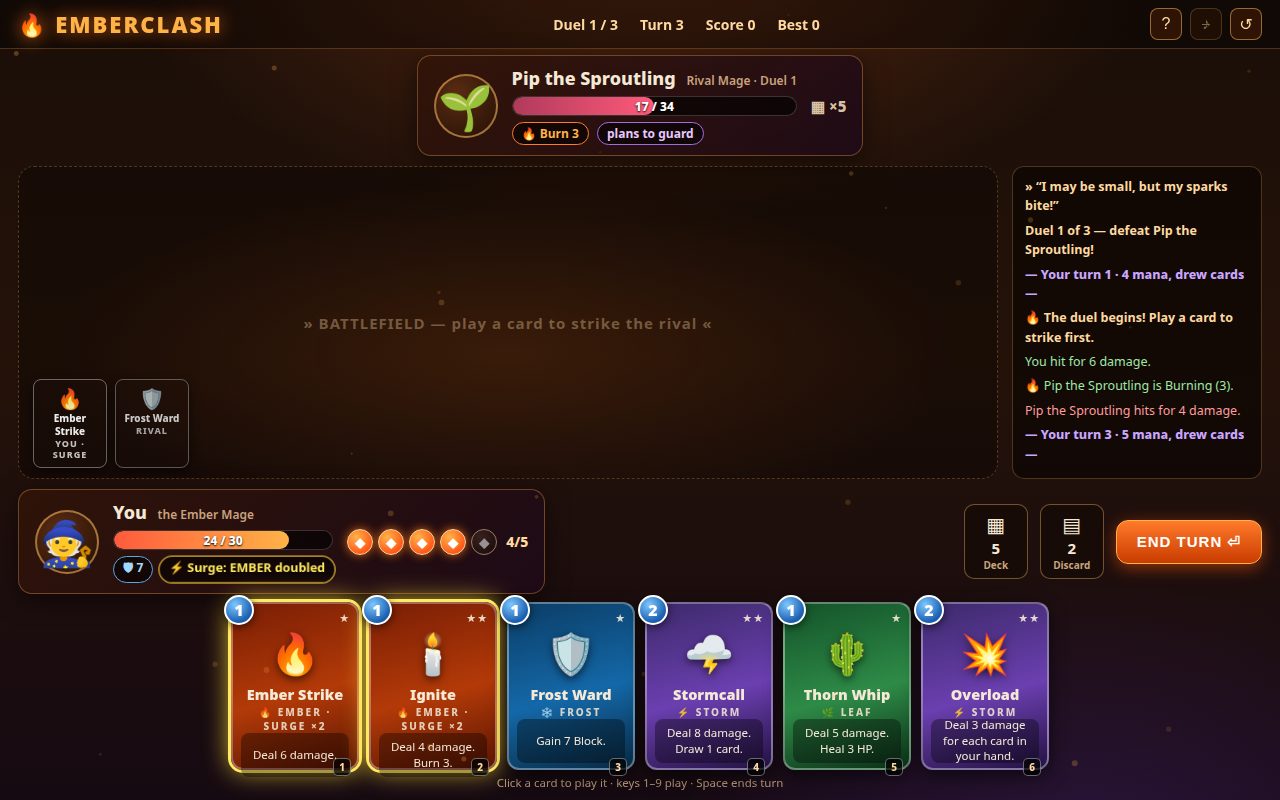 EMBERCLASH
Duel 1 / 3 Turn 3 Score 0 Best 0
?
Pip the Sproutling Rival Mage · Duel 1
17 / 34
×5
Burn 3 plans to guard
» “I may be small, but my sparks
bite!”
Duel 1 of 3 — defeat Pip the
Sproutling!
— Your turn 1 · 4 mana, drew cards
—
The duel begins! Play a card to
strike first.
You hit for 6 damage.
Pip the Sproutling is Burning (3).
Pip the Sproutling hits for 4 damage.
— Your turn 3 · 5 mana, drew cards
—
» BATTLEFIELD — play a card to strike the rival «
Ember
Strike
YOU ·
SURGE
Frost Ward
RIVAL
You the Ember Mage
24 / 30
4/5
7
Surge: EMBER doubled
5
Deck
2
Discard
END TURN ⏎
1
★
Ember Strike
EMBER ·
SURGE ×2
Deal 6 damage.
1
1
★★
Ignite
EMBER ·
SURGE ×2
Deal 4 damage.
Burn 3.
2
1
★
Frost Ward
FROST
Gain 7 Block.
3
2
★★
Stormcall
STORM
Deal 8 damage.
Draw 1 card.
4
1
★
Thorn Whip
LEAF
Deal 5 damage.
Heal 3 HP.
5
2
★★
Overload
STORM
Deal 3 damage
for each card in
your hand.
6
Click a card to play it · keys 1–9 play · Space ends turn